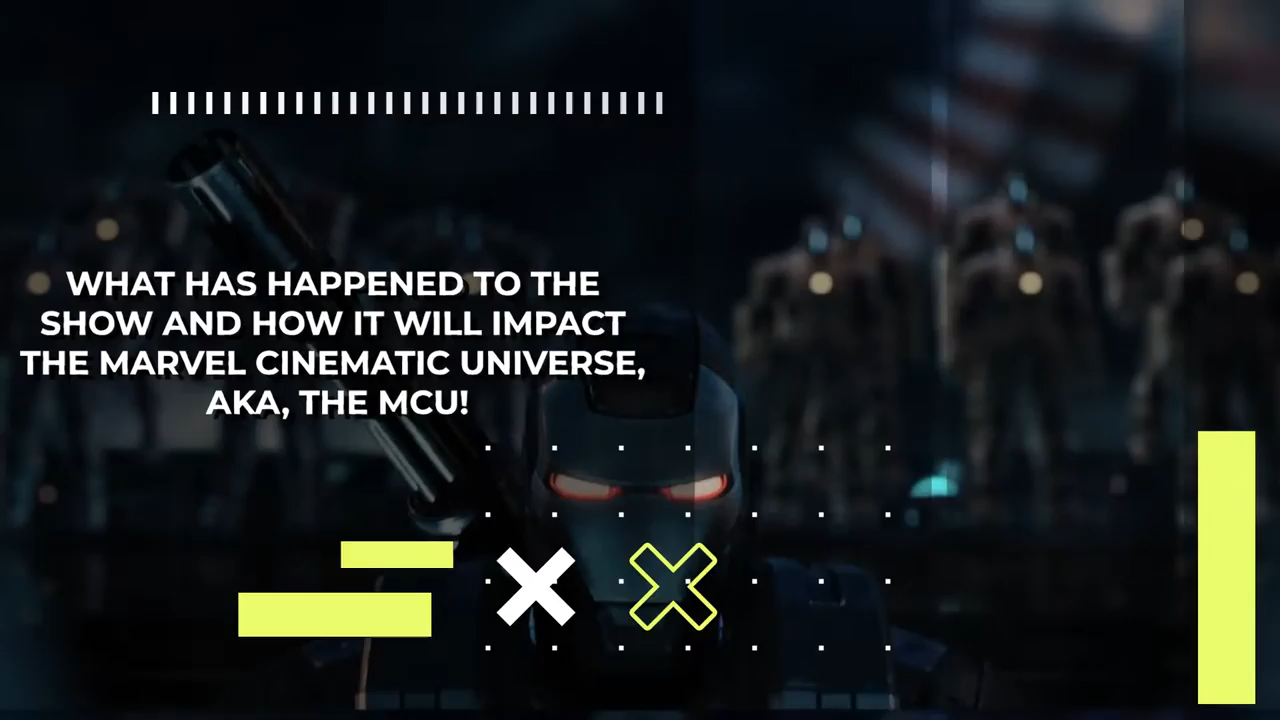 WHAT HAS HAPPENED TO THE
SHOW AND HOW IT WILL IMPACT
THE MARVEL CINEMATIC UNIVERSE,
AKA, THE MCU!